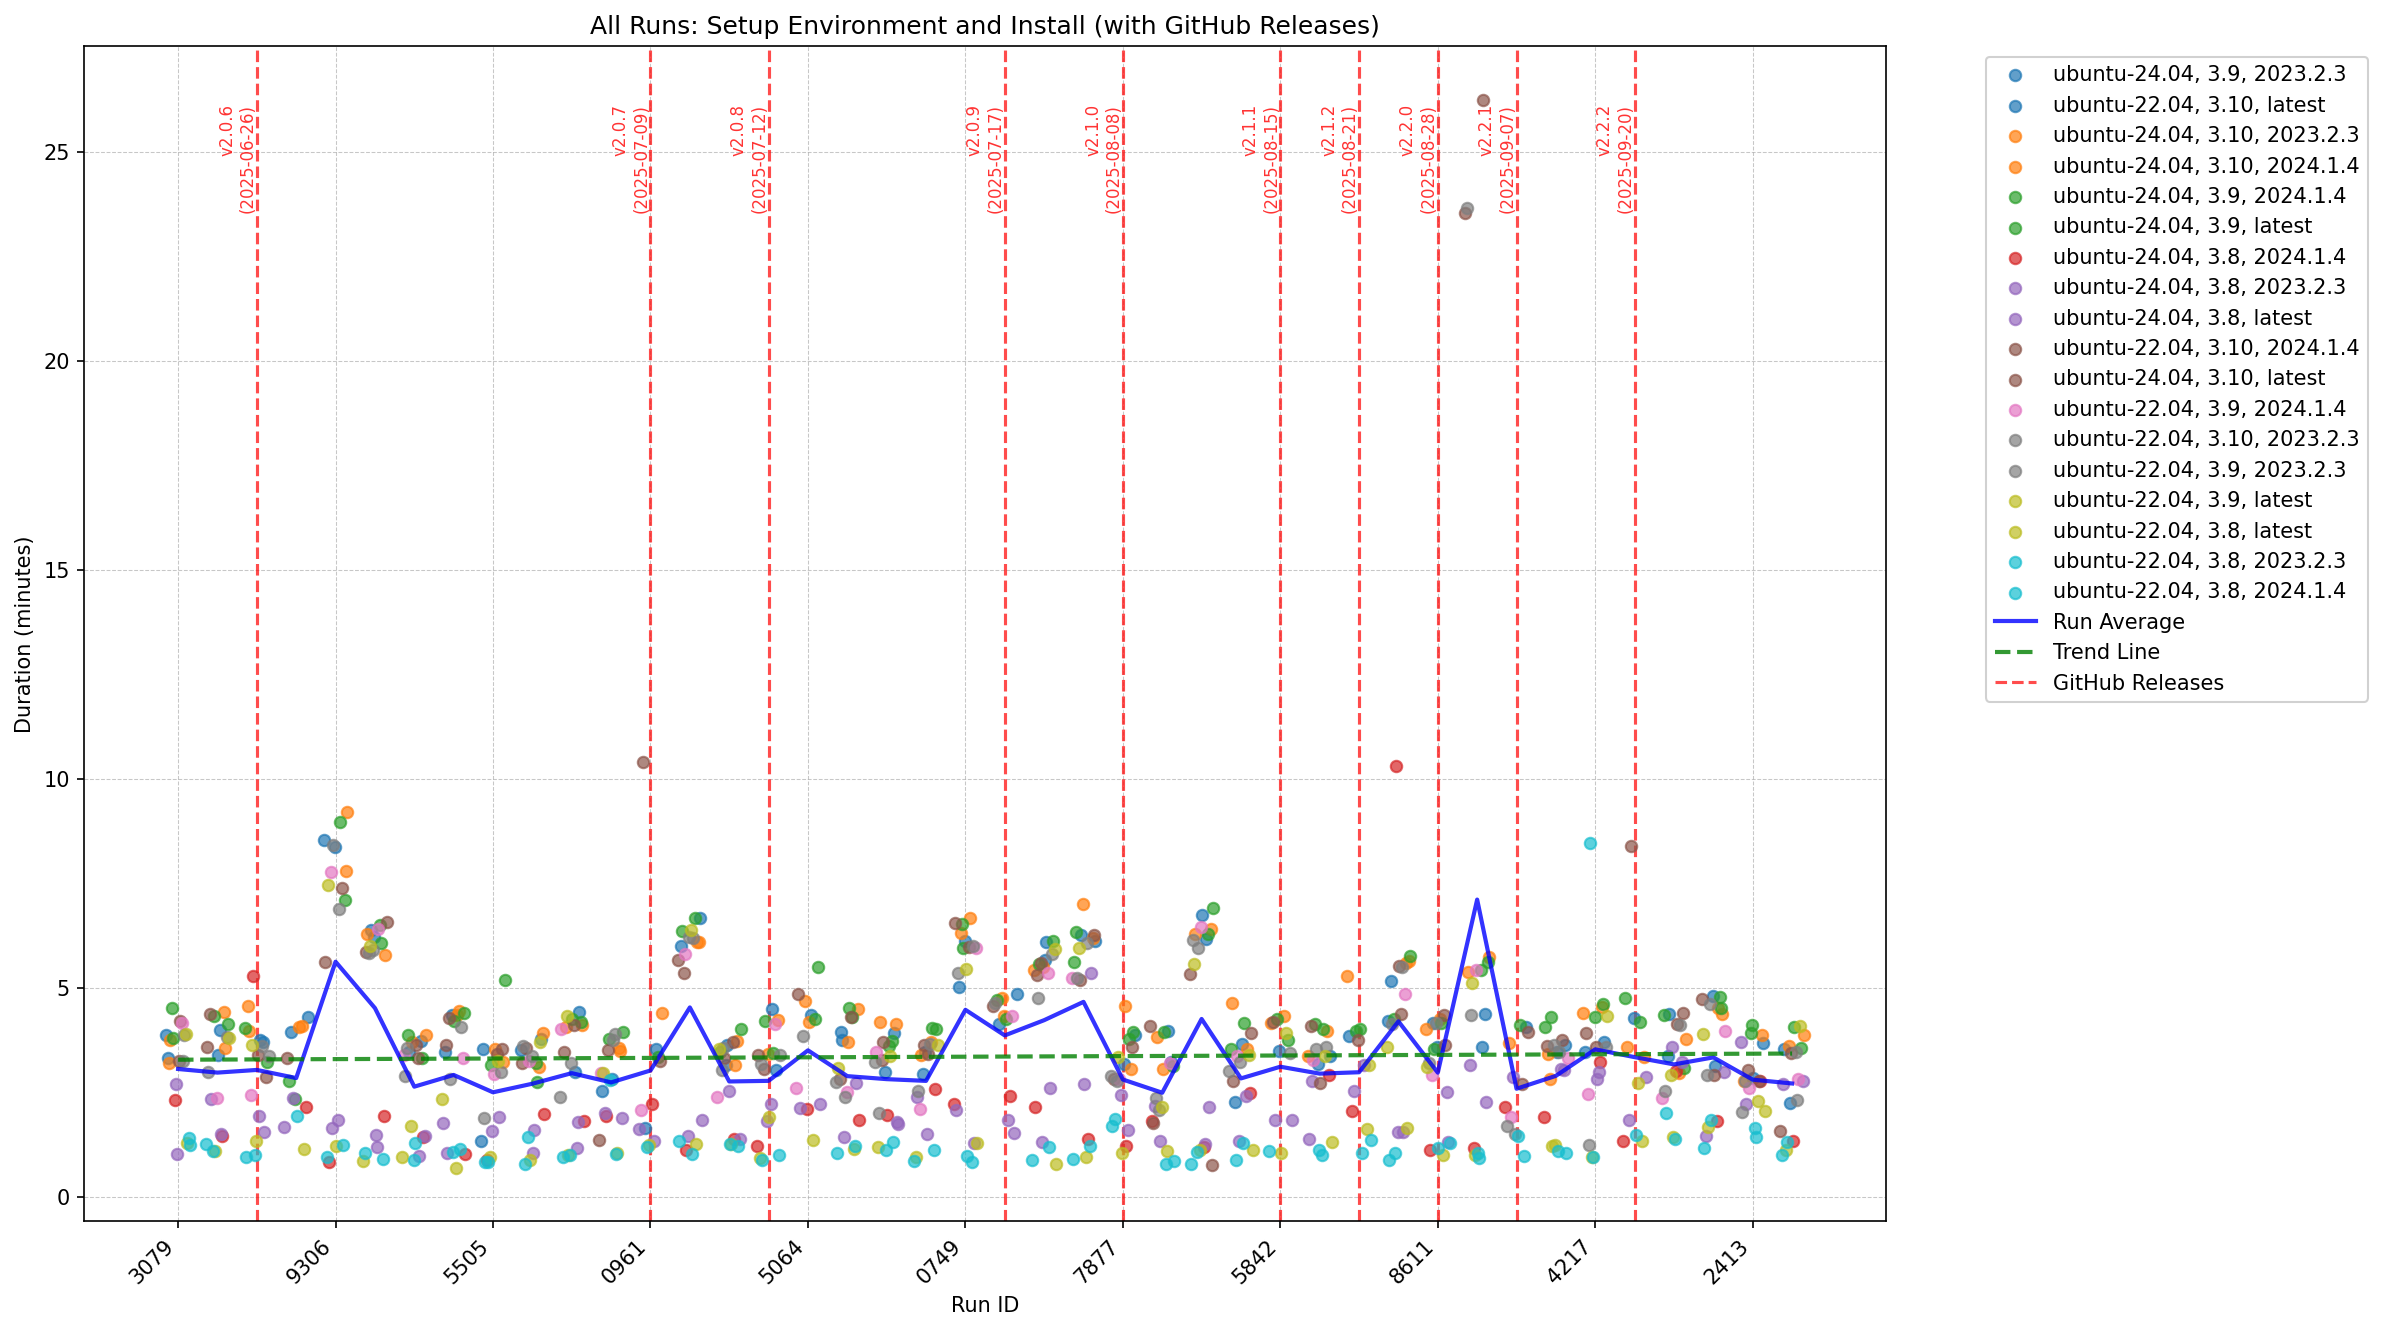 All Runs: Setup Environment and Install (with GitHub Releases)
Duration (minutes)
25
20
15
10
5
0
v2.0.6
(2025-06-26)
v2.0.7
(2025-07-09)
v2.0.8
(2025-07-12)
v2.0.9
(2025-07-17)
v2.1.0
(2025-08-08)
v2.1.1
(2025-08-15)
v2.1.2
(2025-08-21)
v2.2.0
(2025-08-28)
v2.2.1
(2025-09-07)
v2.2.2
(2025-09-20)
3079
9306
5505
0961
5064
0749
7877
5842
8611
4217
2413
Run ID
ubuntu-24.04, 3.9, 2023.2.3
ubuntu-22.04, 3.10, latest
ubuntu-24.04, 3.10, 2023.2.3
ubuntu-24.04, 3.10, 2024.1.4
ubuntu-24.04, 3.9, 2024.1.4
ubuntu-24.04, 3.9, latest
ubuntu-24.04, 3.8, 2024.1.4
ubuntu-24.04, 3.8, 2023.2.3
ubuntu-24.04, 3.8, latest
ubuntu-22.04, 3.10, 2024.1.4
ubuntu-24.04, 3.10, latest
ubuntu-22.04, 3.9, 2024.1.4
ubuntu-22.04, 3.10, 2023.2.3
ubuntu-22.04, 3.9, 2023.2.3
ubuntu-22.04, 3.9, latest
ubuntu-22.04, 3.8, latest
ubuntu-22.04, 3.8, 2023.2.3
ubuntu-22.04, 3.8, 2024.1.4
Run Average
Trend Line
GitHub Releases